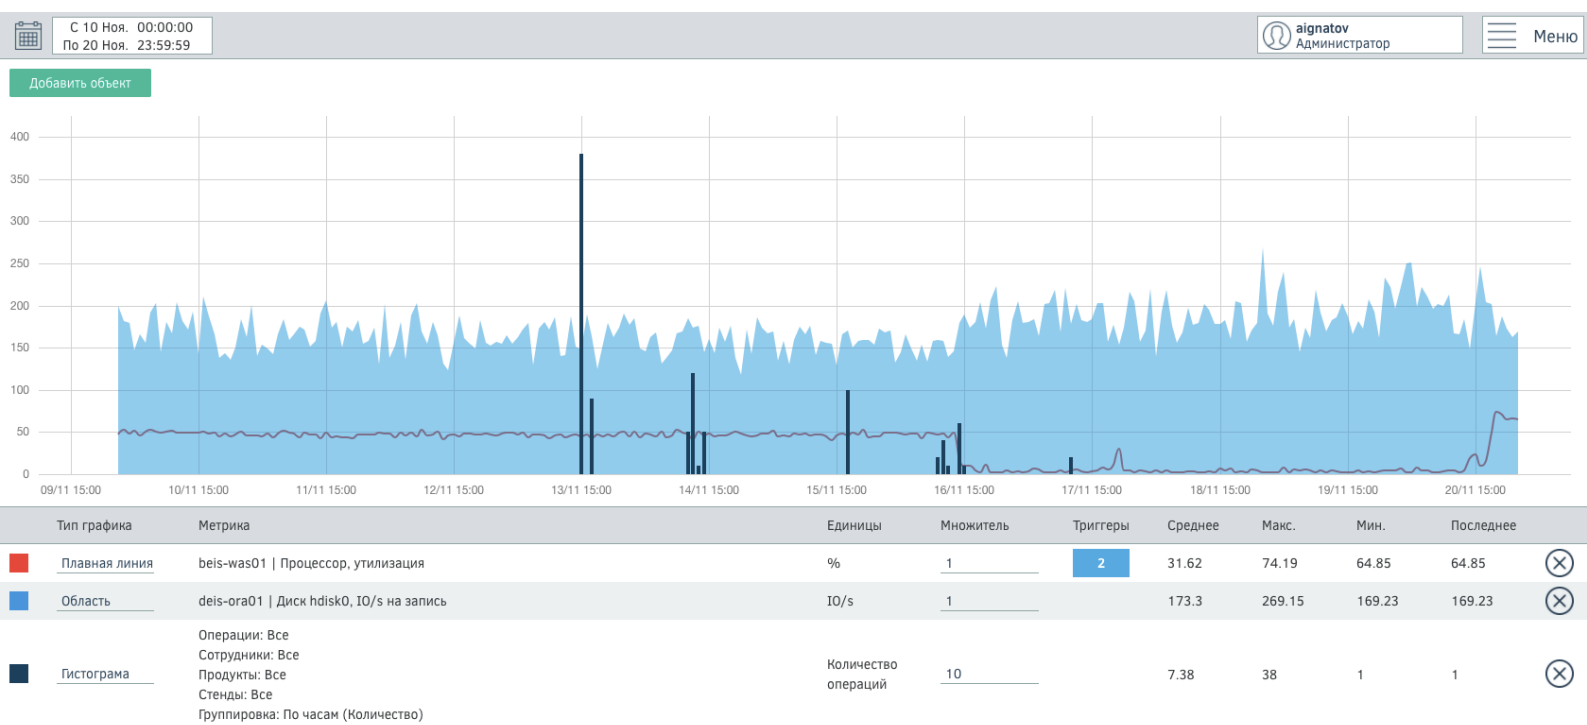 С 10 Ноя. 00:00:00
По 20 Ноя. 23:59:59
aignatov
Администратор
Меню
Добавить объект
400
350
300
250
200
150
100
50
0
09/11 15:00 10/11 15:00 11/11 15:00 12/11 15:00 13/11 15:00 14/11 15:00 15/11 15:00 16/11 15:00 17/11 15:00 18/11 15:00 19/11 15:00 20/11 15:00
Тип графика Метрика Единицы Множитель Триггеры Среднее Макс. Мин. Последнее
Плавная линия beis-was01 | Процессор, утилизация % 1 2 31.62 74.19 64.85 64.85
Область deis-ora01 | Диск hdisk0, IO/s на запись IO/s 1 173.3 269.15 169.23 169.23
Операции: Все
Сотрудники: Все
Гистограма Продукты: Все Количество операций 10 7.38 38 1 1
Стенды: Все
Группировка: По часам (Количество)